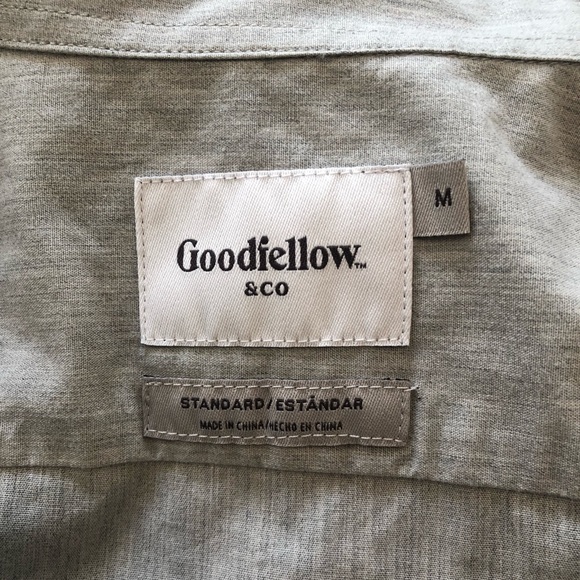 M
Goodfellow™
&CO
STANDARD/ESTÁNDAR
MADE IN CHINA/HECHO EN CHINA